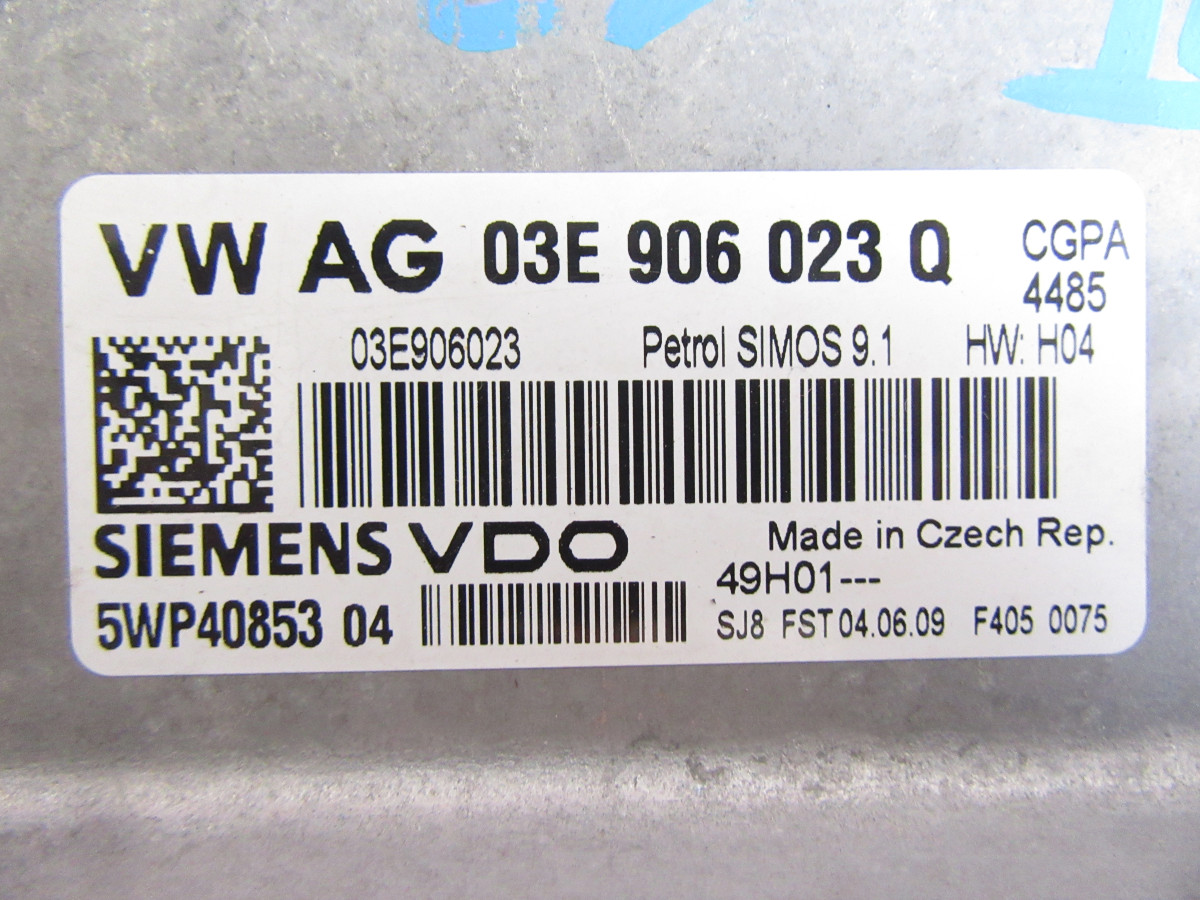 VW AG 03E 906 023 Q
CGPA
4485
03E906023 Petrol SIMOS 9.1 HW: H04
SIEMENS VDO
Made in Czech Rep.
49H01---
5WP40853 04
SJ8 FST 04.06.09 F405 0075